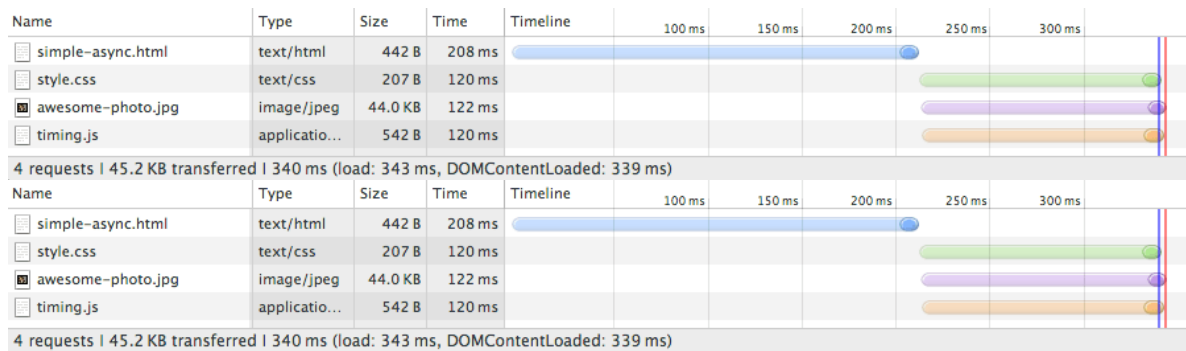 Name Type Size Time Timeline 100 ms 150 ms 200 ms 250 ms 300 ms
simple-async.html text/html 442 B 208 ms
style.css text/css 207 B 120 ms
awesome-photo.jpg image/jpeg 44.0 KB 122 ms
timing.js applicatio... 542 B 120 ms
4 requests | 45.2 KB transferred | 340 ms (load: 343 ms, DOMContentLoaded: 339 ms)
Name Type Size Time Timeline 100 ms 150 ms 200 ms 250 ms 300 ms
simple-async.html text/html 442 B 208 ms
style.css text/css 207 B 120 ms
awesome-photo.jpg image/jpeg 44.0 KB 122 ms
timing.js applicatio... 542 B 120 ms
4 requests | 45.2 KB transferred | 340 ms (load: 343 ms, DOMContentLoaded: 339 ms)